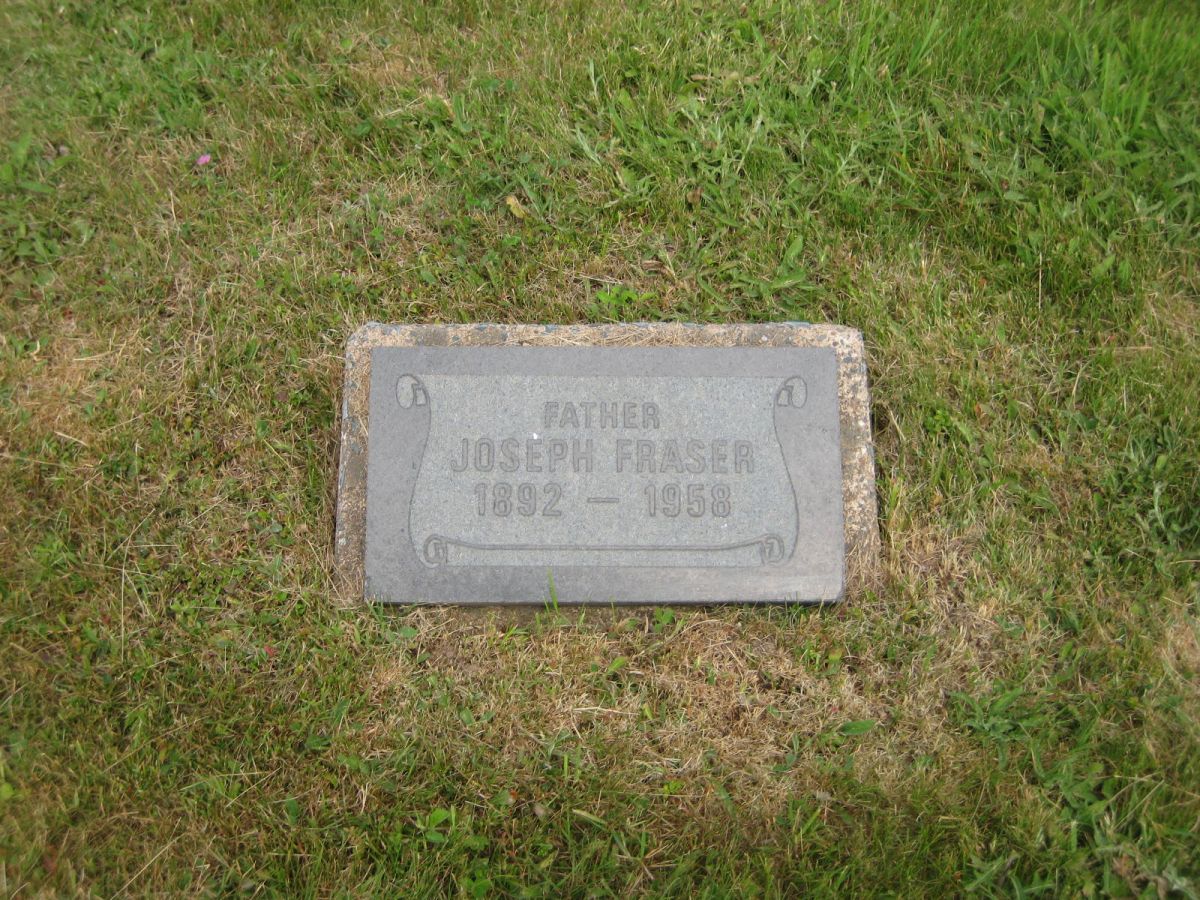 FATHER
JOSEPH FRASER
1892 — 1958